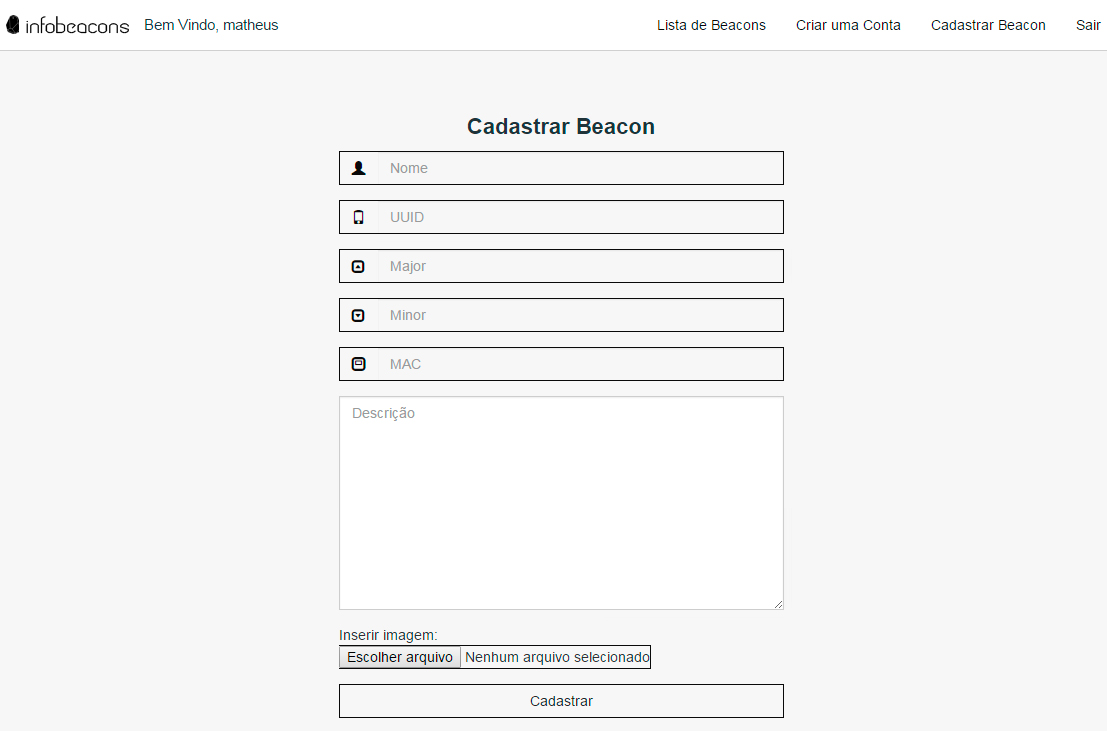 infobeacons Bem Vindo, matheus Lista de Beacons Criar uma Conta Cadastrar Beacon Sair
Cadastrar Beacon
Nome
UUID
Major
Minor
MAC
Descrição
Inserir imagem:
Escolher arquivo Nenhum arquivo selecionado
Cadastrar